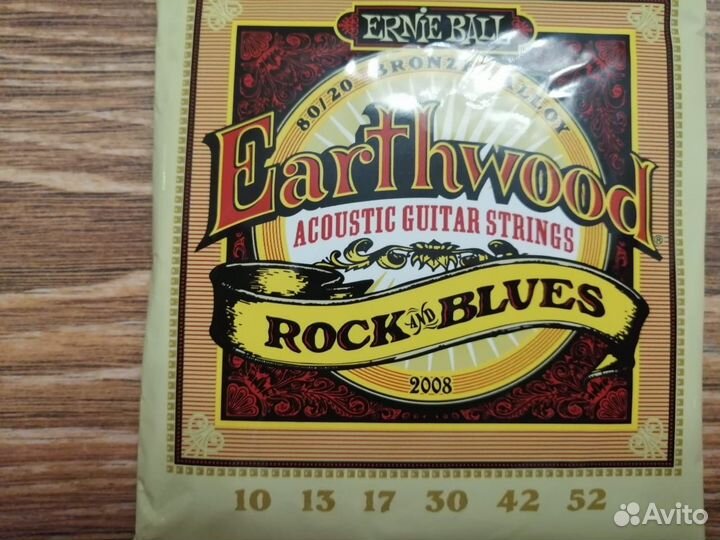 ERNIE BALL
80/20 BRONZE ALLOY
Earthwood®
ACOUSTIC GUITAR STRINGS
ROCK AND BLUES
2008
10 13 17 30 42 52
Avito